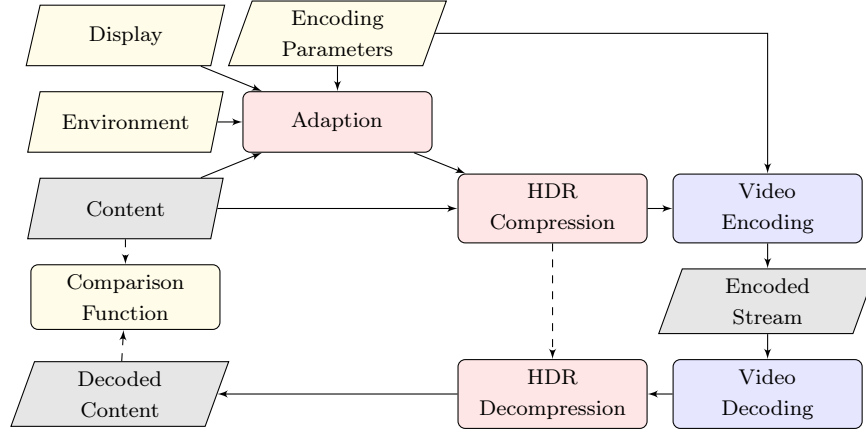 Display
Encoding
Parameters
Environment
Adaption
Content
HDR
Compression
Video
Encoding
Comparison
Function
Encoded
Stream
Decoded
Content
HDR
Decompression
Video
Decoding